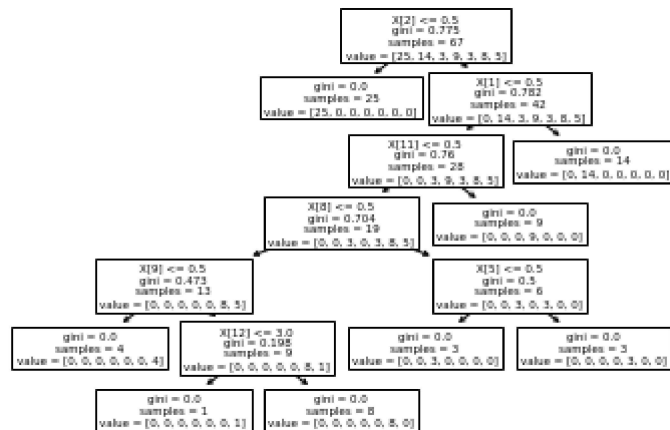 X[2] <= 0.5
gini = 0.775
samples = 67
value = [25, 14, 3, 9, 3, 8, 5]
gini = 0.0
samples = 25
value = [25, 0, 0, 0, 0, 0, 0]
X[1] <= 0.5
gini = 0.782
samples = 42
value = [0, 14, 3, 9, 3, 8, 5]
X[11] <= 0.5
gini = 0.76
samples = 28
value = [0, 0, 3, 9, 3, 8, 5]
gini = 0.0
samples = 14
value = [0, 14, 0, 0, 0, 0, 0]
X[8] <= 0.5
gini = 0.704
samples = 19
value = [0, 0, 3, 0, 3, 8, 5]
gini = 0.0
samples = 9
value = [0, 0, 0, 9, 0, 0, 0]
X[9] <= 0.5
gini = 0.473
samples = 13
value = [0, 0, 0, 0, 0, 8, 5]
X[5] <= 0.5
gini = 0.5
samples = 6
value = [0, 0, 3, 0, 3, 0, 0]
gini = 0.0
samples = 4
value = [0, 0, 0, 0, 0, 0, 4]
X[12] <= 3.0
gini = 0.198
samples = 9
value = [0, 0, 0, 0, 0, 8, 1]
gini = 0.0
samples = 3
value = [0, 0, 3, 0, 0, 0, 0]
gini = 0.0
samples = 3
value = [0, 0, 0, 0, 3, 0, 0]
gini = 0.0
samples = 1
value = [0, 0, 0, 0, 0, 0, 1]
gini = 0.0
samples = 8
value = [0, 0, 0, 0, 0, 8, 0]